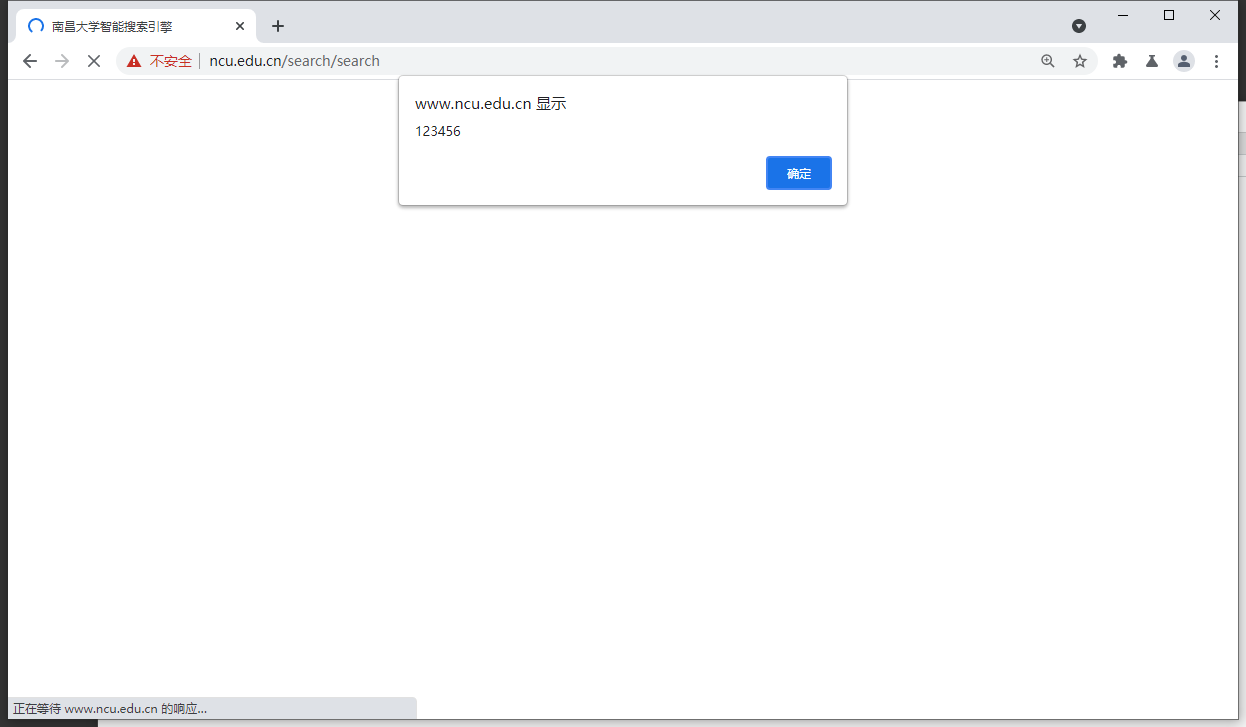 南昌大学智能搜索引擎
不安全 ncu.edu.cn/search/search
www.ncu.edu.cn 显示
123456
确定
正在等待 www.ncu.edu.cn 的响应...